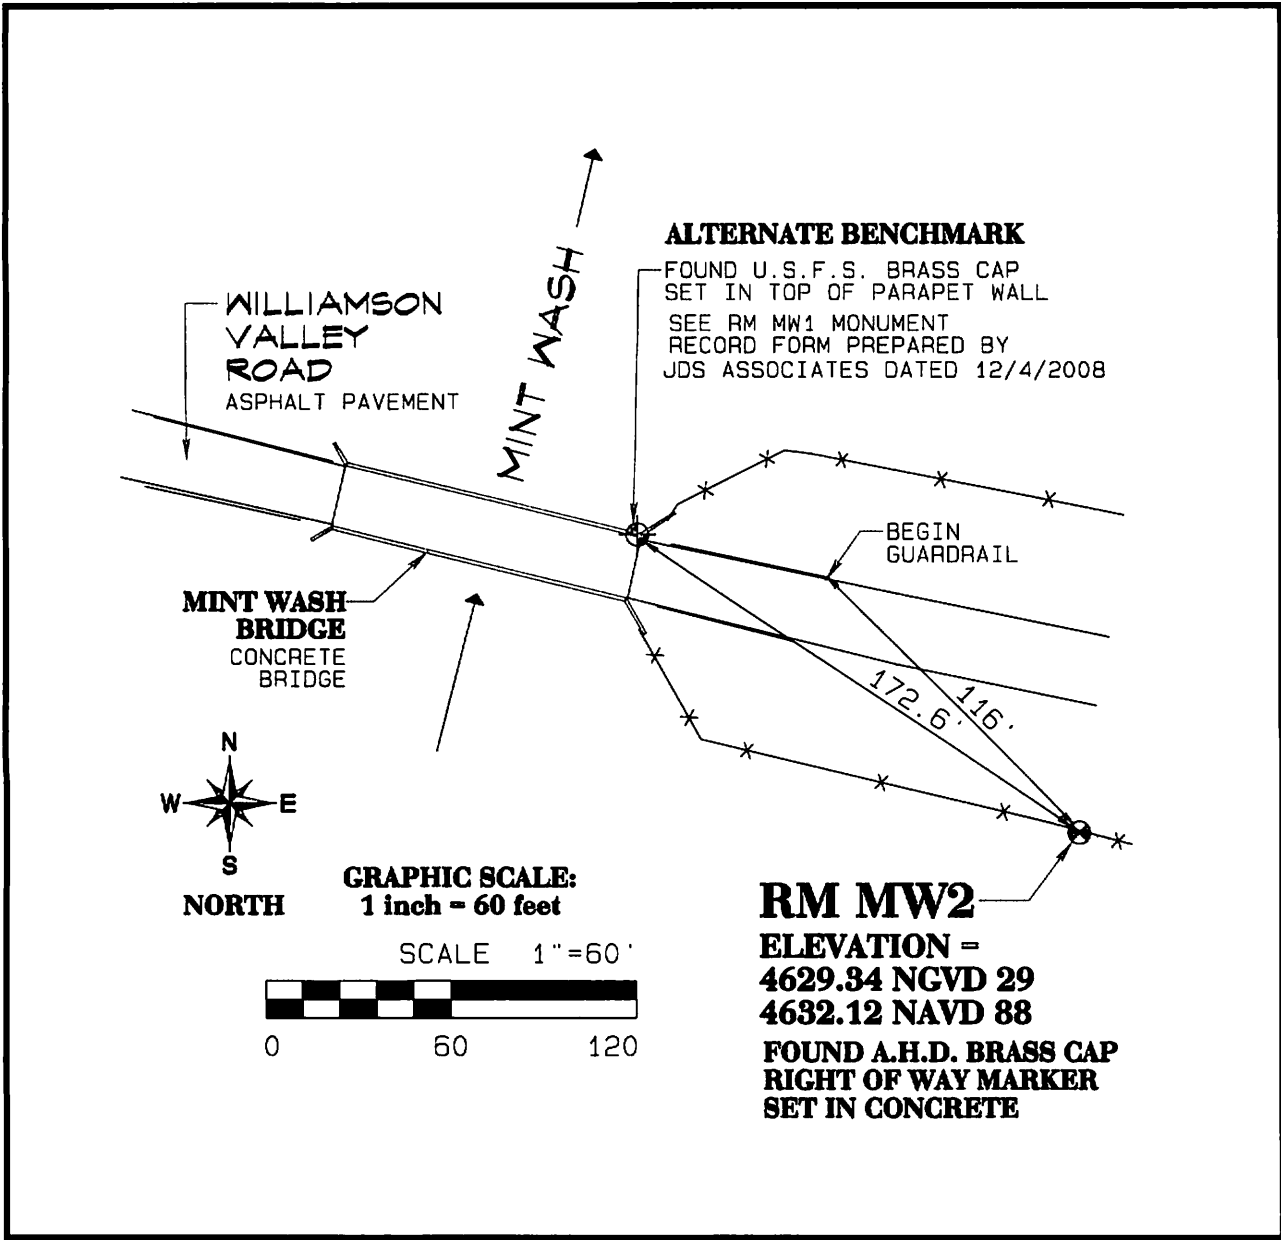 ALTERNATE BENCHMARK
FOUND U.S.F.S. BRASS CAP
SET IN TOP OF PARAPET WALL
SEE RM MW1 MONUMENT
RECORD FORM PREPARED BY
JDS ASSOCIATES DATED 12/4/2008
WILLIAMSON
VALLEY
ROAD
ASPHALT PAVEMENT
MINT WASH
BEGIN
GUARDRAIL
MINT WASH
BRIDGE
CONCRETE
BRIDGE
172.6'
116'
N
W E
S
NORTH
GRAPHIC SCALE:
1 inch = 60 feet
SCALE 1"=60'
0 60 120
RM MW2
ELEVATION =
4629.34 NGVD 29
4632.12 NAVD 88
FOUND A.H.D. BRASS CAP
RIGHT OF WAY MARKER
SET IN CONCRETE